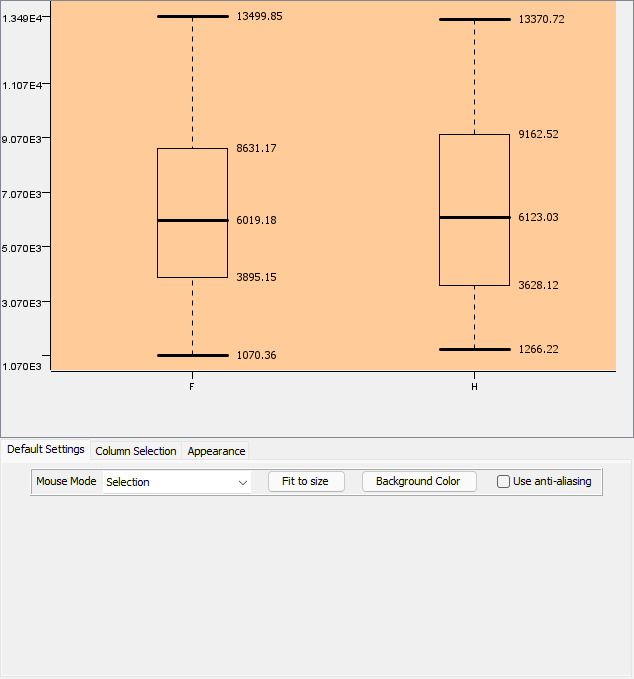 1.349E4
13499.85
13370.72
1.107E4
9.070E3
8631.17
9162.52
7.070E3
6019.18
6123.03
5.070E3
3895.15
3628.12
3.070E3
1070.36
1266.22
1.070E3
F
H
Default Settings
Column Selection
Appearance
Mouse Mode
Selection
Fit to size
Background Color
Use anti-aliasing